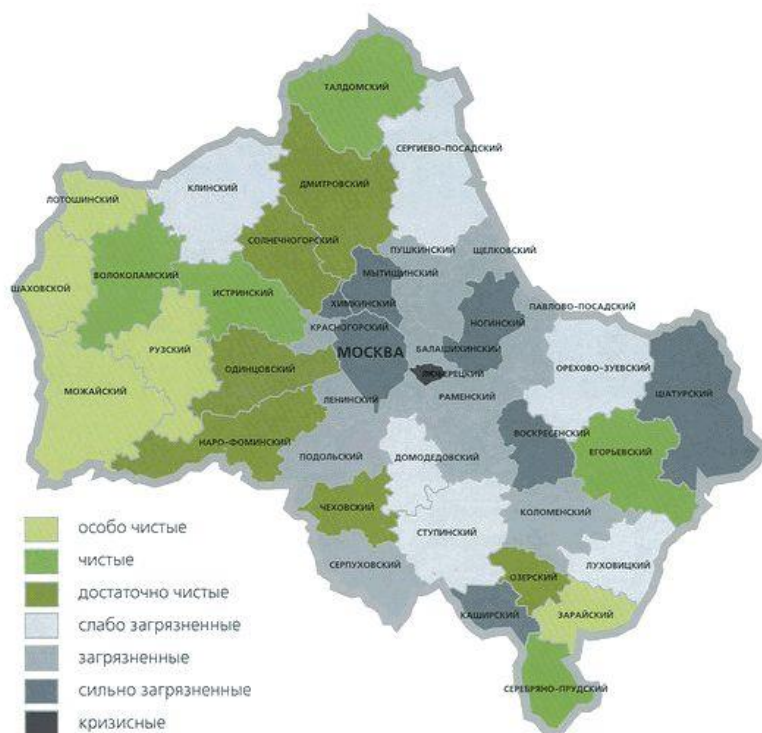 ТАЛДОМСКИЙ
СЕРГИЕВО-ПОСАДСКИЙ
КЛИНСКИЙ
ДМИТРОВСКИЙ
ЛОТОШИНСКИЙ
СОЛНЕЧНОГОРСКИЙ
ПУШКИНСКИЙ
ЩЕЛКОВСКИЙ
ВОЛОКОЛАМСКИЙ
МЫТИЩИНСКИЙ
ШАХОВСКОЙ
ИСТРИНСКИЙ
ХИМКИНСКИЙ
ПАВЛОВО-ПОСАДСКИЙ
КРАСНОГОРСКИЙ
НОГИНСКИЙ
РУЗСКИЙ
МОСКВА
БАЛАШИХИНСКИЙ
ОДИНЦОВСКИЙ
ЛЮБЕРЕЦКИЙ
ОРЕХОВО-ЗУЕВСКИЙ
МОЖАЙСКИЙ
ЛЕНИНСКИЙ
РАМЕНСКИЙ
ШАТУРСКИЙ
НАРО-ФОМИНСКИЙ
ВОСКРЕСЕНСКИЙ
ПОДОЛЬСКИЙ
ДОМОДЕДОВСКИЙ
ЕГОРЬЕВСКИЙ
ЧЕХОВСКИЙ
КОЛОМЕНСКИЙ
СТУПИНСКИЙ
СЕРПУХОВСКИЙ
ЛУХОВИЦКИЙ
ОЗЕРСКИЙ
КАШИРСКИЙ
ЗАРАЙСКИЙ
СЕРЕБРЯНО-ПРУДСКИЙ
особо чистые
чистые
достаточно чистые
слабо загрязненные
загрязненные
сильно загрязненные
кризисные